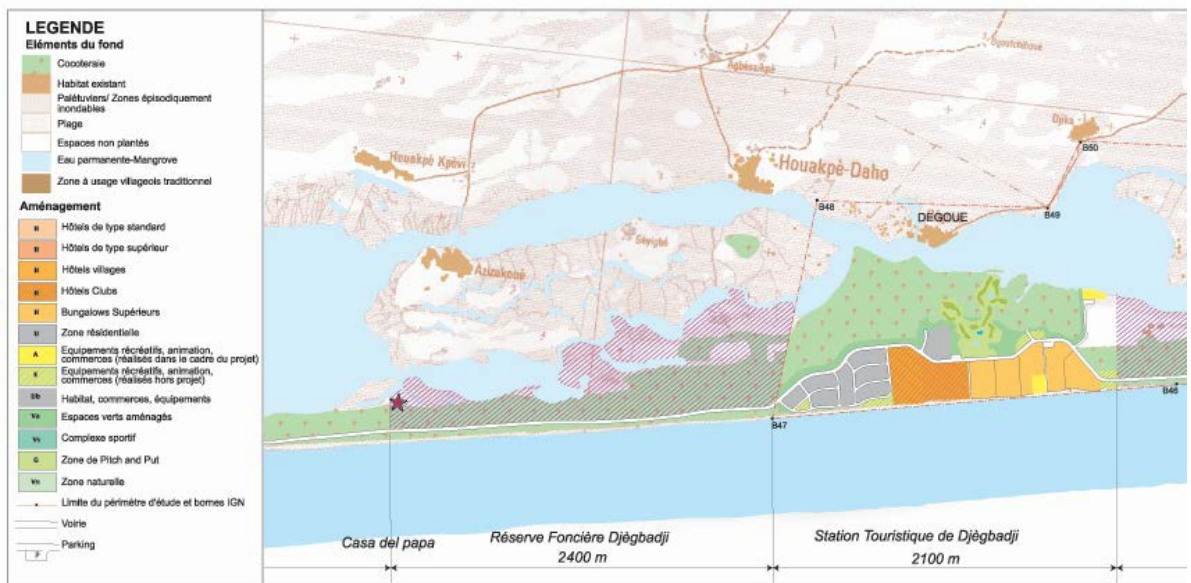 LEGENDE
Eléments du fond
Cocoteraie
Habitat existant
Palétuviers/ Zones épisodiquement
inondables
Plage
Espaces non plantés
Eau parmanente-Mangrove
Zone à usage villageois traditionnel
Aménagement
H Hôtels de type standard
H Hôtels de type supérieur
H Hôtels villages
H Hôtels Clubs
H Bungalows Supérieurs
Zone résidentielle
A Equipements récréatifs, animation,
commerces (réalisés dans le cadre du projet)
Equipements récréatifs, animation,
commerces (réalisés hors projet)
Habitat, commerces, équipements
Espaces verts aménagés
Complexe sportif
G Zone de Pitch and Put
Vn Zone naturelle
Limite du périmètre d'étude et bornes IGN
Voirie
Parking
P
Agbèssikpè
Djka
B50
Houakpè Kpèvi
Houakpè-Daho
B48
DEGOUE
B49
Azizakouè
B47
B46
Casa del papa
Réserve Foncière Djègbadji
2400 m
Station Touristique de Djègbadji
2100 m